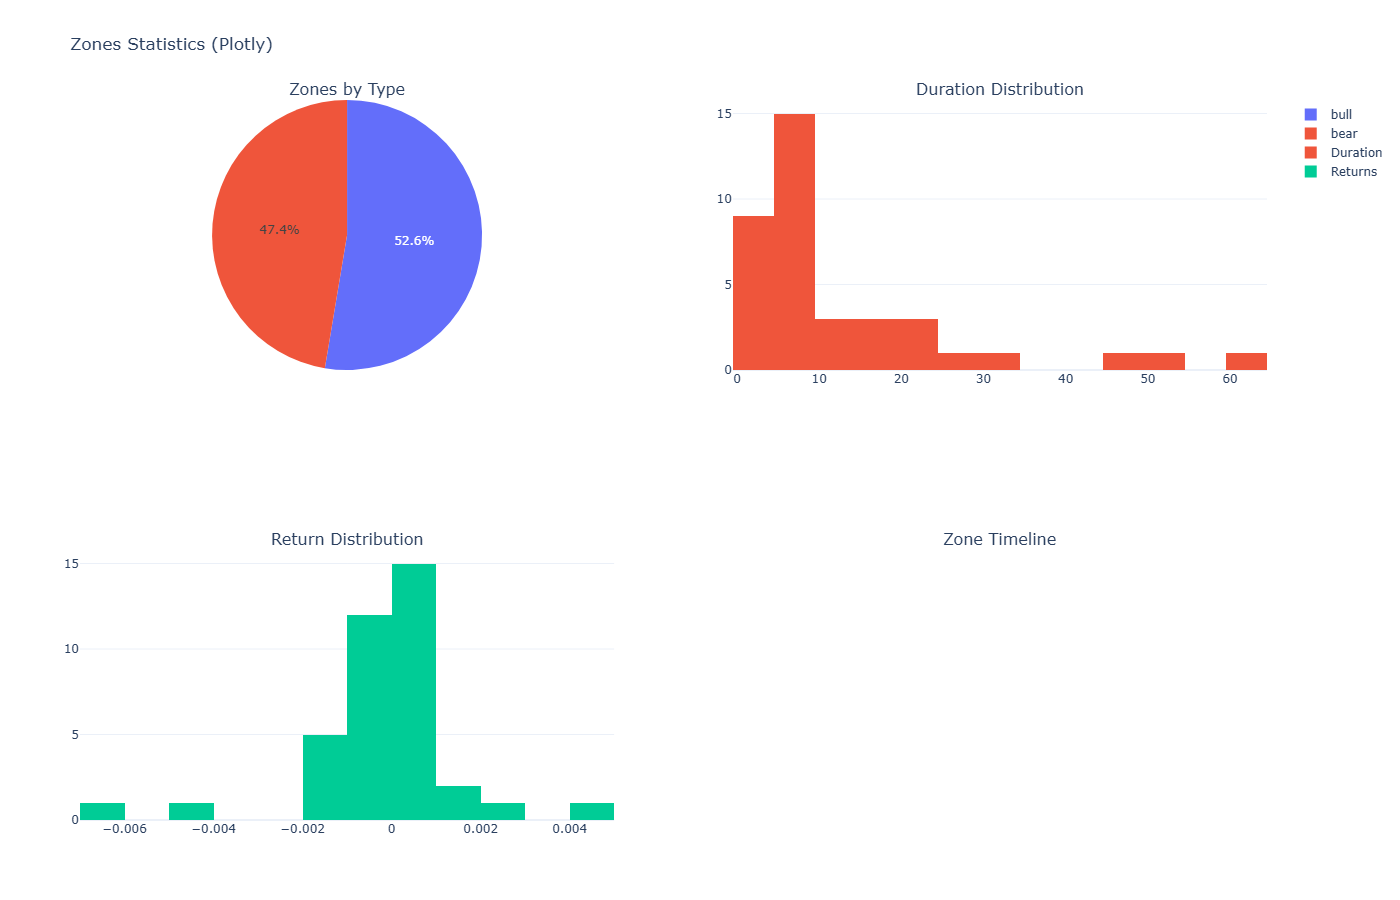 Zones Statistics (Plotly)
Zones by Type
47.4%
52.6%
Duration Distribution
15
10
5
0
0 10 20 30 40 50 60
bull
bear
Duration
Returns
Return Distribution
15
10
5
0
−0.006 −0.004 −0.002 0 0.002 0.004
Zone Timeline